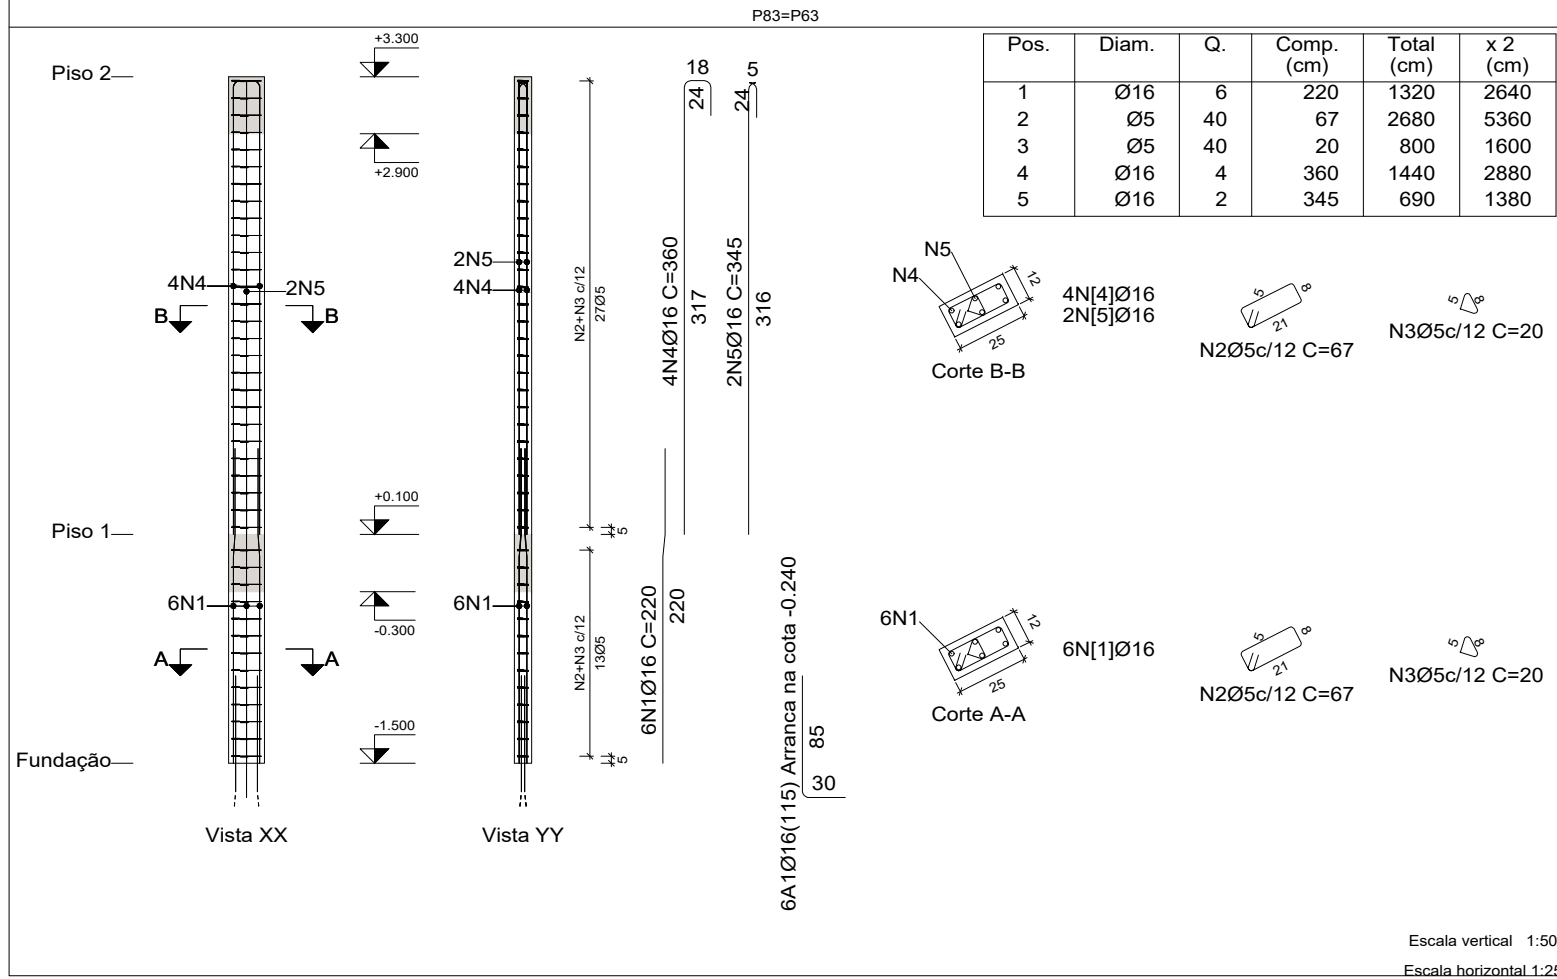 P83=P63
Pos. Diam. Q. Comp. (cm) Total (cm) x 2 (cm)
1 Ø16 6 220 1320 2640
2 Ø5 40 67 2680 5360
3 Ø5 40 20 800 1600
4 Ø16 4 360 1440 2880
5 Ø16 2 345 690 1380
Piso 2
+3.300
+2.900
4N4
2N5
B
B
Piso 1
+0.100
-0.300
6N1
A
A
-1.500
Fundação
Vista XX
2N5
4N4
6N1
Vista YY
N2+N3 c/12
27Ø5
5
N2+N3 c/12
13Ø5
5
18
24
4N4Ø16 C=360
317
5
24
2N5Ø16 C=345
316
6N1Ø16 C=220
220
6A1Ø16(115) Arranca na cota -0.240
85
30
N5
N4
12
25
Corte B-B
4N[4]Ø16
2N[5]Ø16
5
8
21
N2Ø5c/12 C=67
5
8
N3Ø5c/12 C=20
6N1
12
25
Corte A-A
6N[1]Ø16
5
8
21
N2Ø5c/12 C=67
5
8
N3Ø5c/12 C=20
Escala vertical 1:50
Escala horizontal 1:25